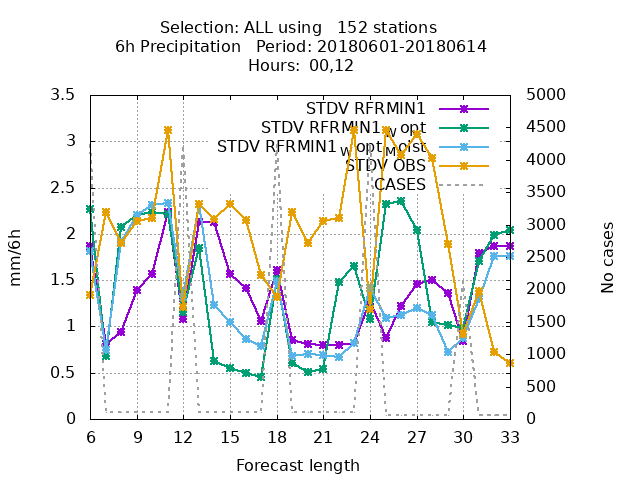 Selection: ALL using   152 stations
6h Precipitation   Period: 20180601-20180614
Hours:  00,12
STDV RFRMIN1
STDV RFRMIN1_wopt
STDV RFRMIN1_wopt_Moist
STDV OBS
CASES
3.5
3
2.5
2
1.5
1
0.5
0
5000
4500
4000
3500
3000
2500
2000
1500
1000
500
0
mm/6h
No cases
6 9 12 15 18 21 24 27 30 33
Forecast length